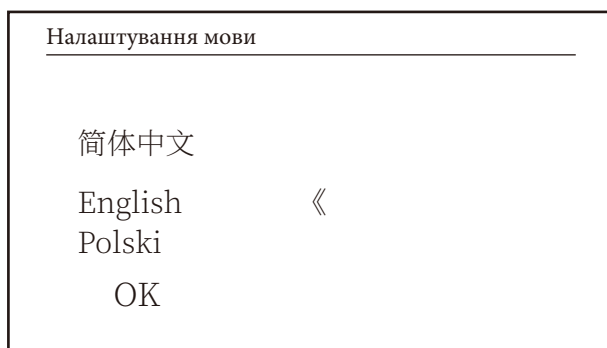 Налаштування мови
简体中文
English 《
Polski
OK